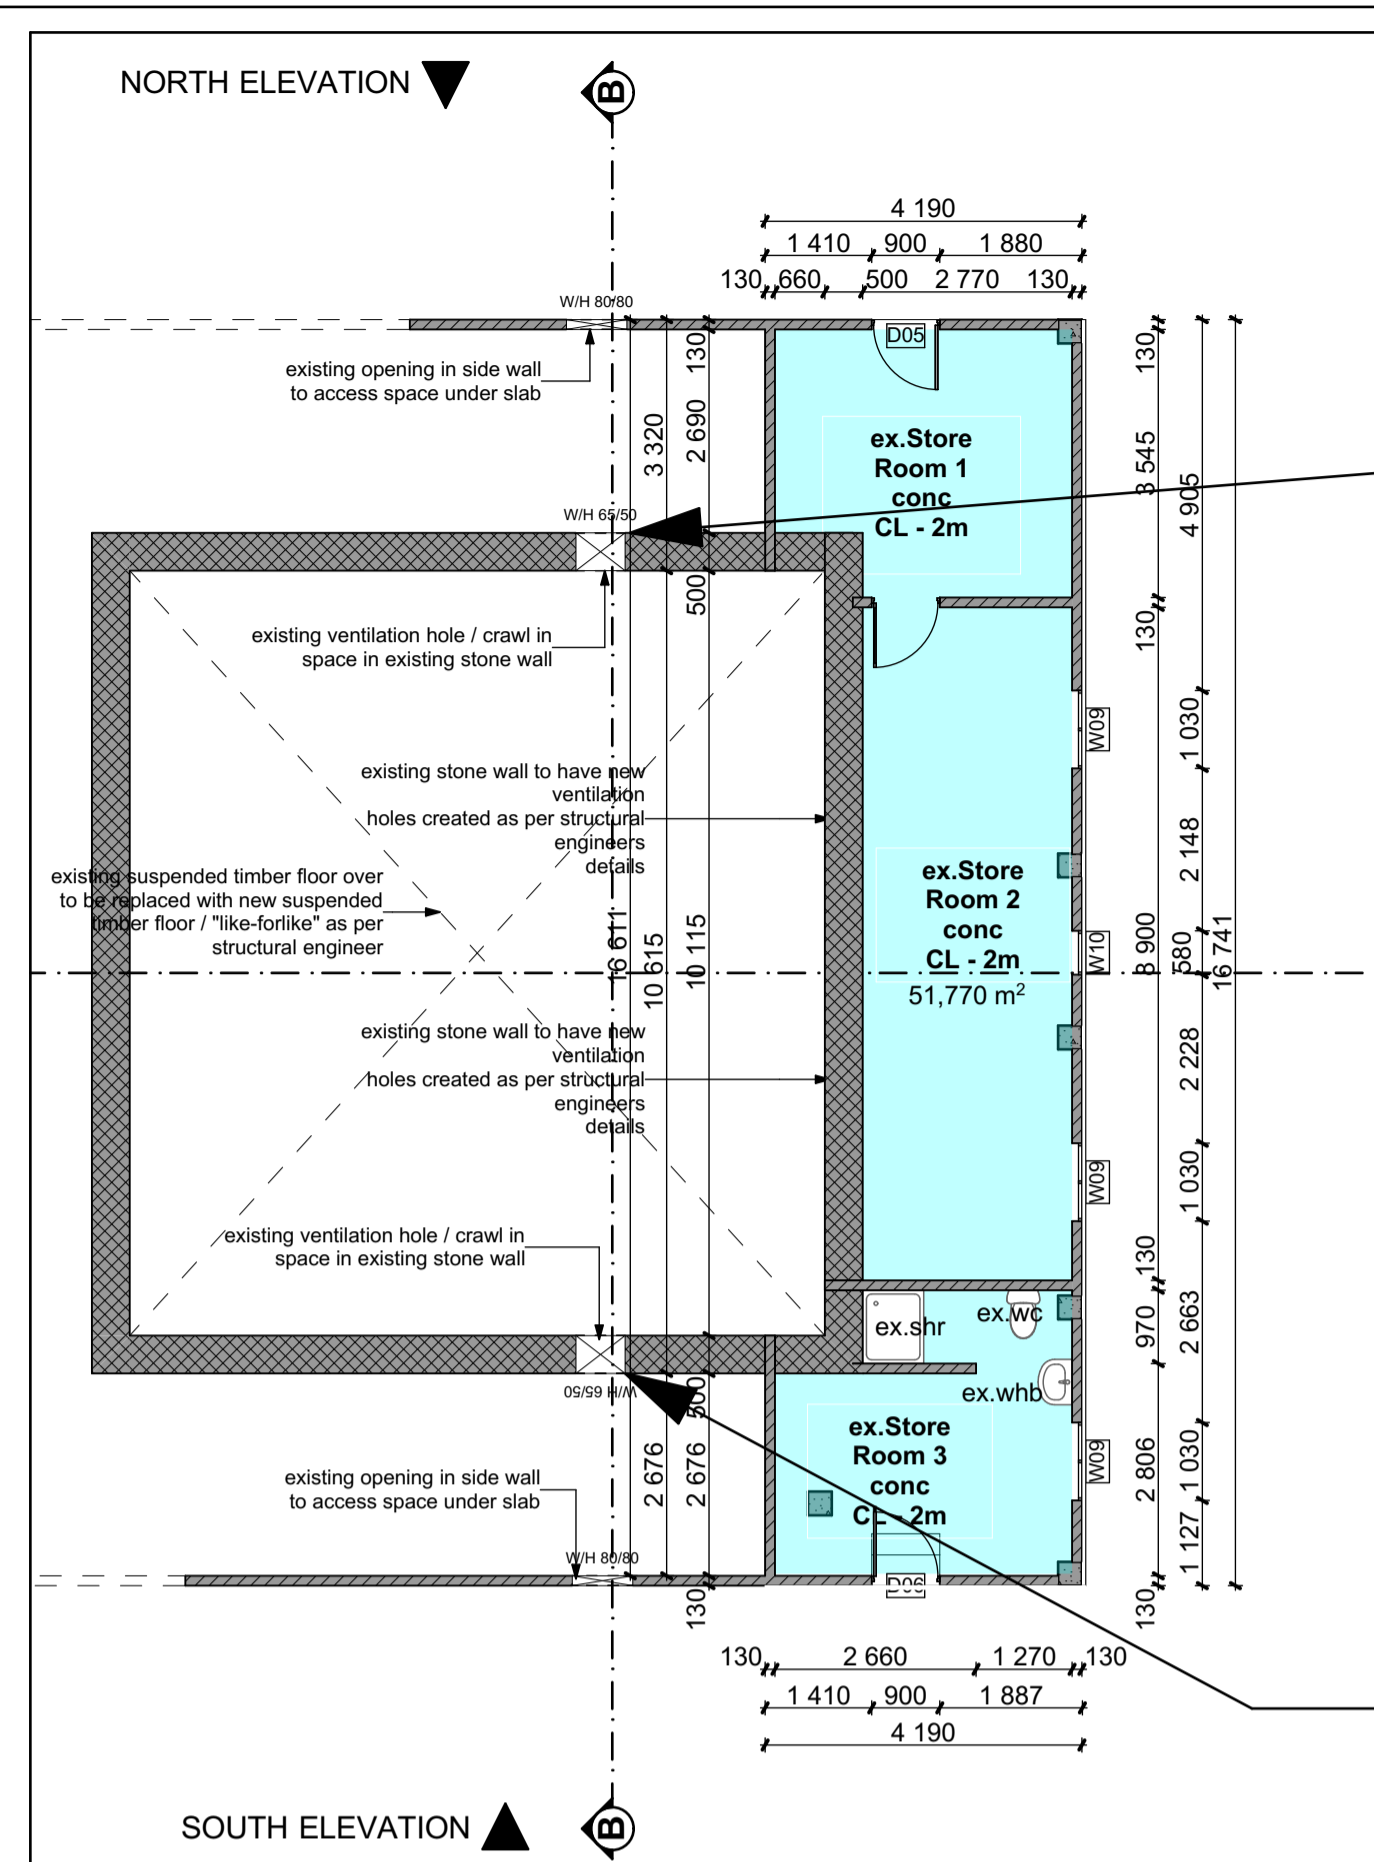 NORTH ELEVATION
B
4 190
1 410 900 1 880
130 660 500 2 770 130
W/H 80/80
D05
existing opening in side wall
to access space under slab
130
2 690
3 320
ex.Store
Room 1
conc
CL - 2m
130
3 545
4 905
W/H 65/50
500
130
existing ventilation hole / crawl in
space in existing stone wall
W09
1 030
existing stone wall to have new
ventilation
holes created as per structural
engineers
details
2 148
existing suspended timber floor over
to be replaced with new suspended
timber floor / "like-forlike" as per
structural engineer
16 611
10 615
10 115
ex.Store
Room 2
conc
CL - 2m
51,770 m²
W10
8 900
580
16 741
existing stone wall to have new
ventilation
holes created as per structural
engineers
details
2 228
W09
1 030
existing ventilation hole / crawl in
space in existing stone wall
130
970
2 663
ex.shr
ex.wc
ex.whb
W/H 65/50
500
ex.Store
Room 3
conc
CL - 2m
W09
2 806
1 030
existing opening in side wall
to access space under slab
2 676
2 676
1 127
W/H 80/80
D06
130
130
130 2 660 1 270 130
1 410 900 1 887
4 190
SOUTH ELEVATION
B